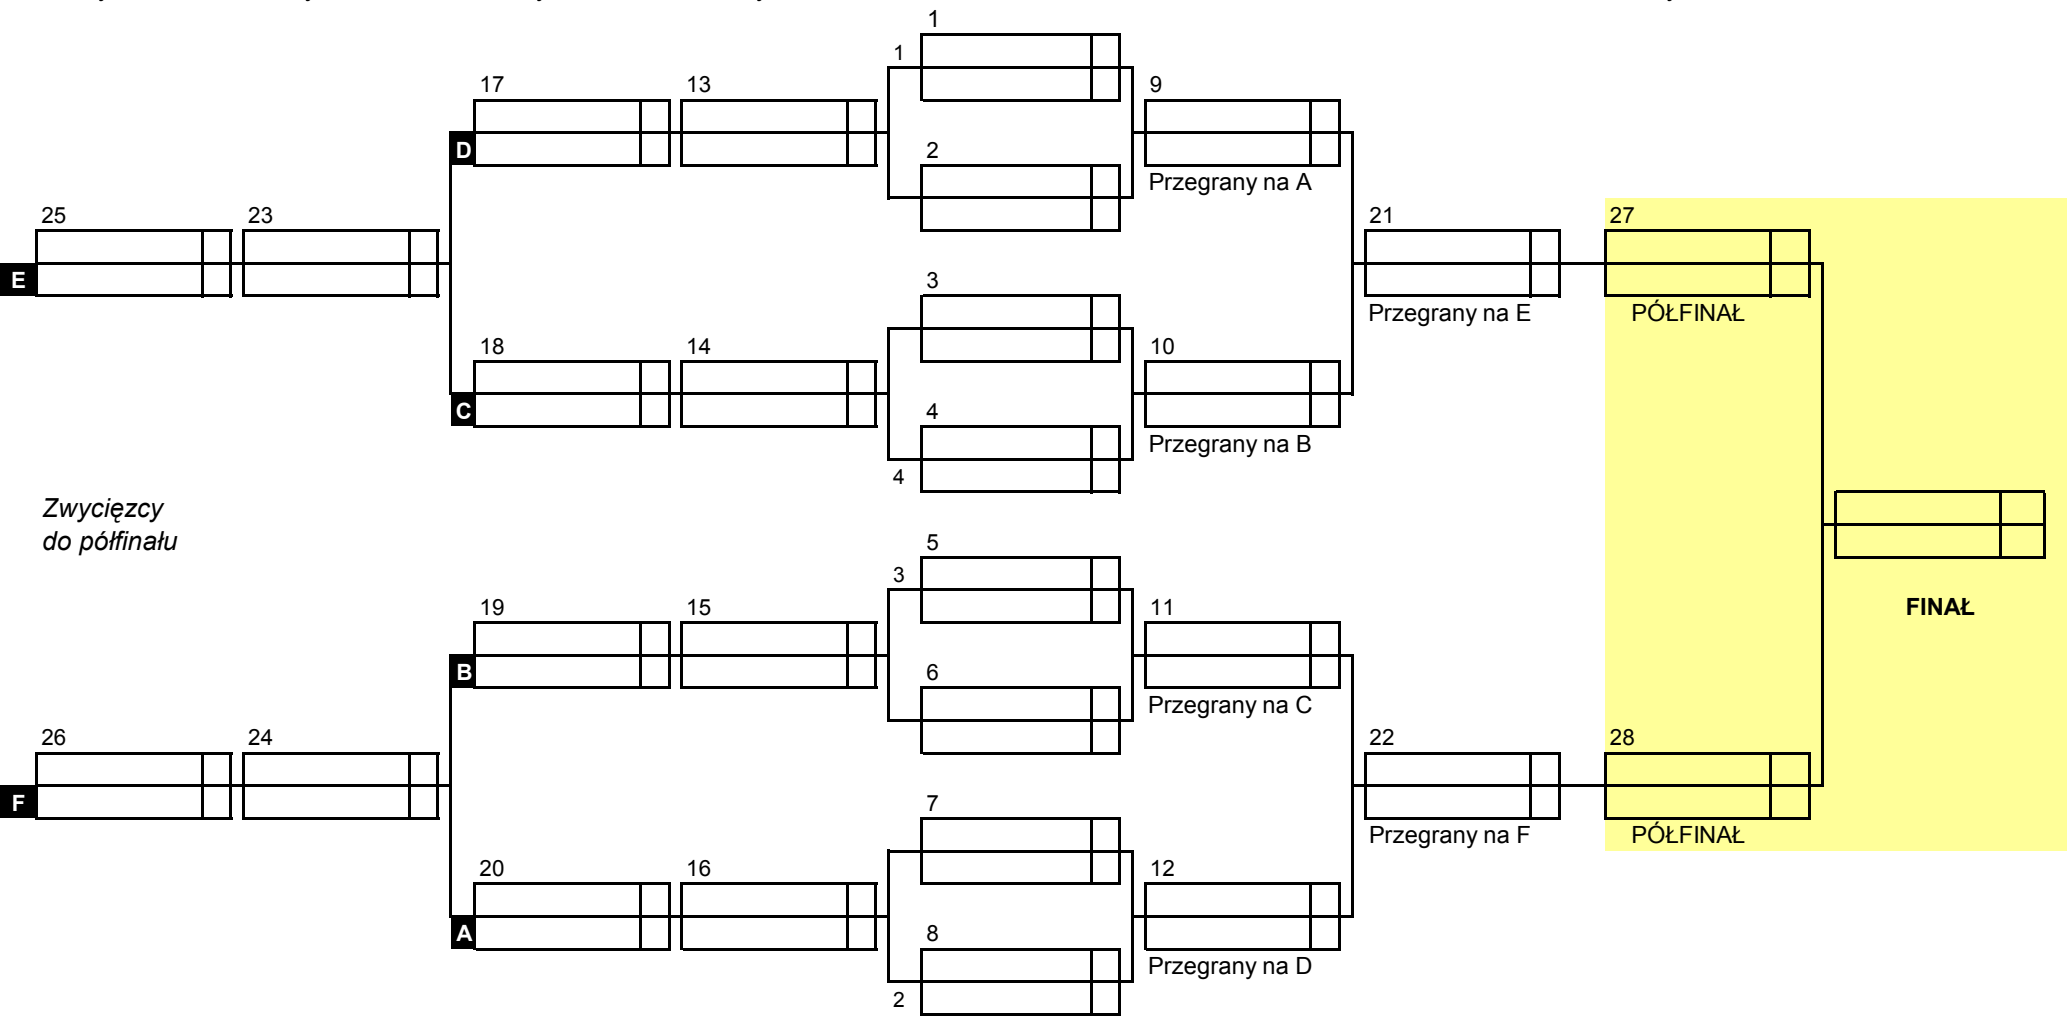 1
1
17 13 9
D
2
Przegrany na A
25 23 21 27
E
3
Przegrany na E PÓŁFINAŁ
18 14 10
C
4
Przegrany na B
4
Zwycięzcy
do półfinału
5
3
19 15 11 FINAŁ
B
6
Przegrany na C
26 24 22 28
F
7
Przegrany na F PÓŁFINAŁ
20 16 12
A
8
Przegrany na D
2